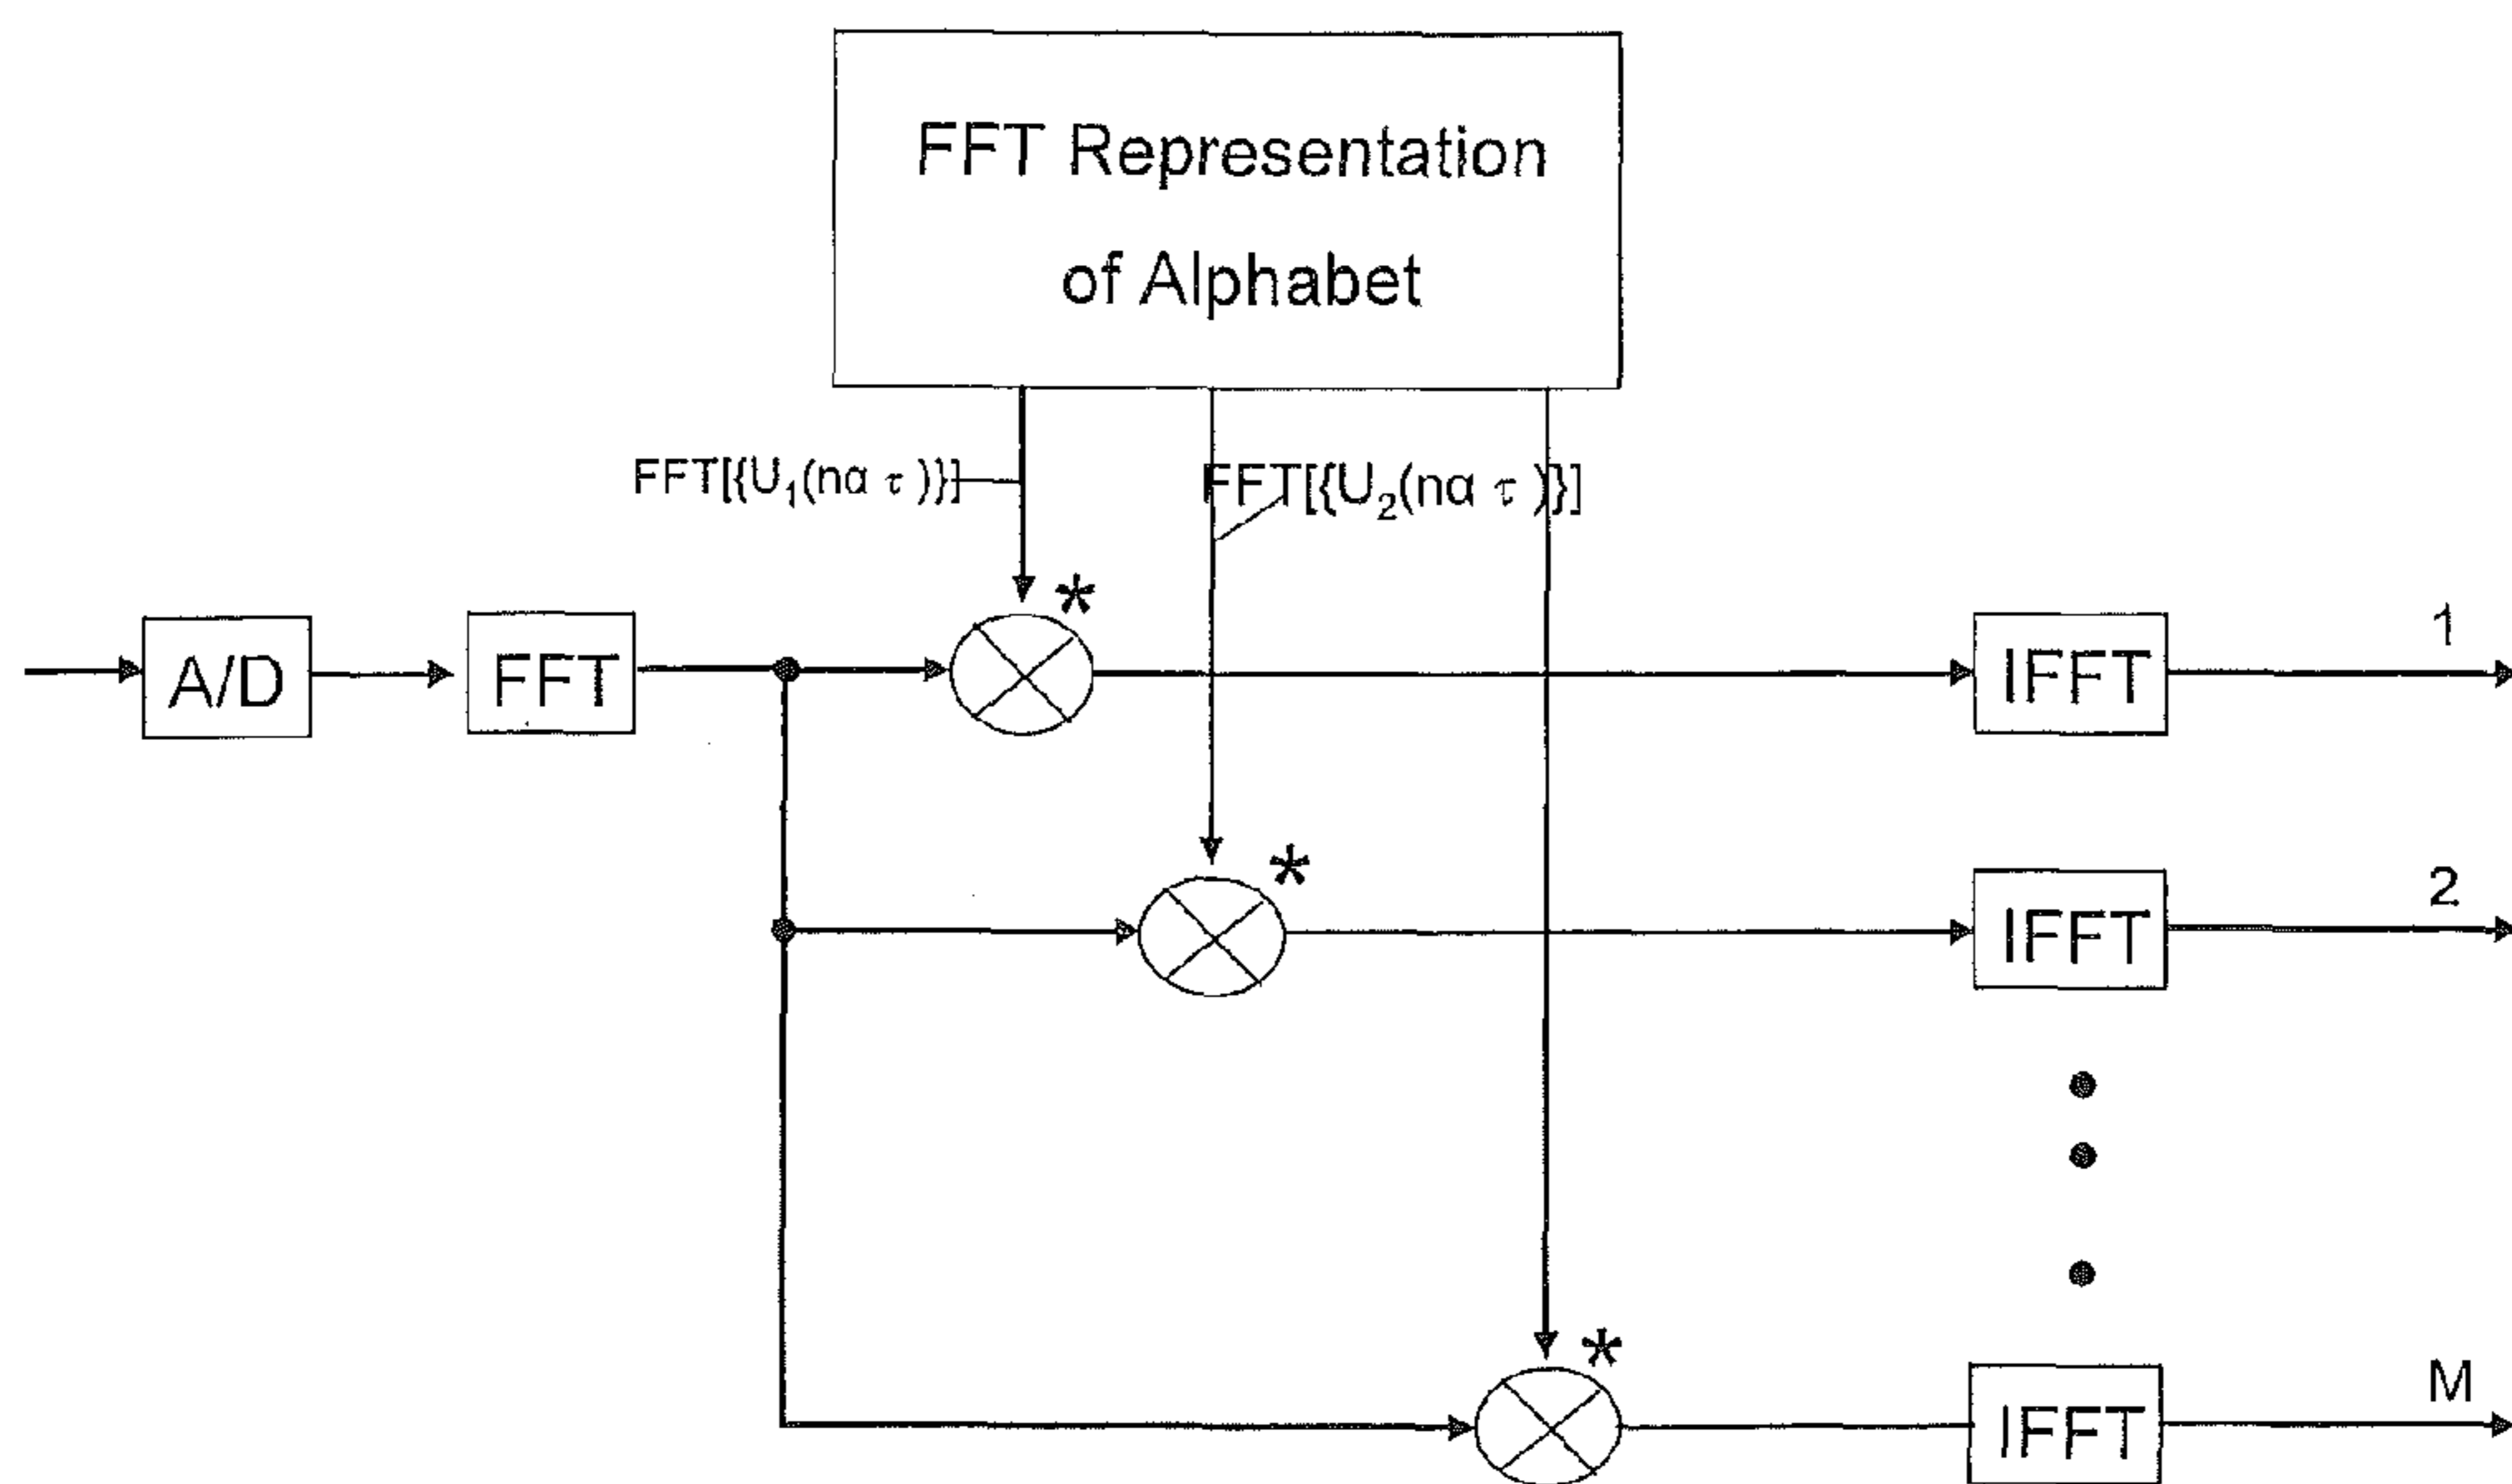 FFT Representation
of Alphabet
FFT[{U₁(nα τ)}]
FFT[{U₂(nα τ)}]
* 
A/D
FFT
IFFT
1
*
IFFT
2
*
IFFT
M